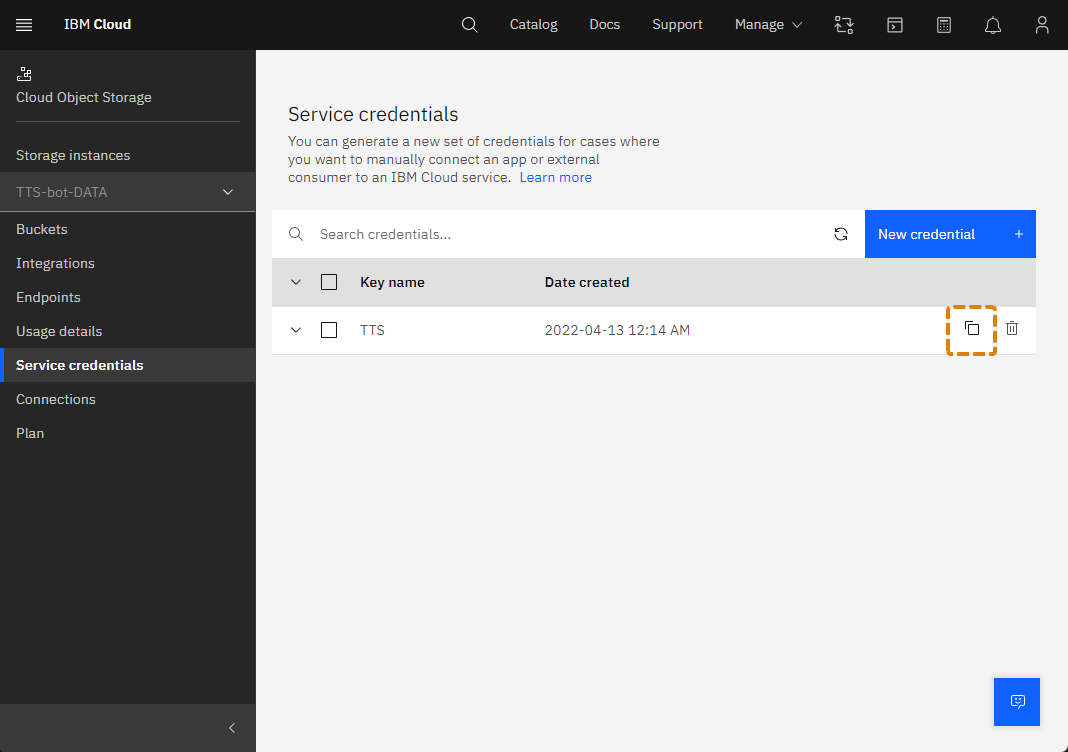 IBM Cloud
Catalog
Docs
Support
Manage
Cloud Object Storage
Storage instances
TTS-bot-DATA
Buckets
Integrations
Endpoints
Usage details
Service credentials
Connections
Plan
Service credentials
You can generate a new set of credentials for cases where
you want to manually connect an app or external
consumer to an IBM Cloud service. Learn more
Search credentials...
New credential +
Key name
Date created
TTS
2022-04-13 12:14 AM